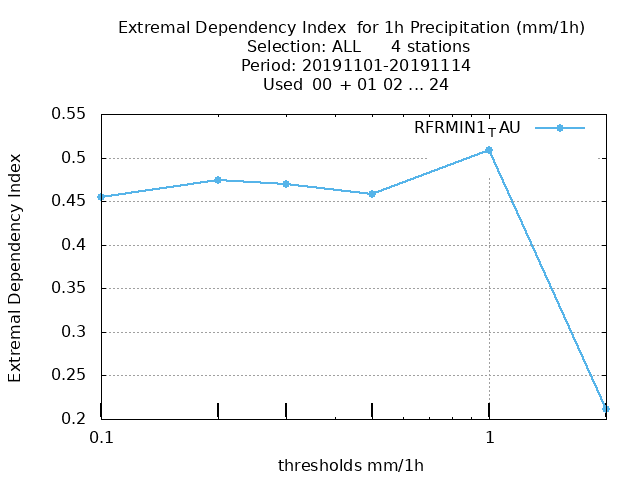 Extremal Dependency Index  for 1h Precipitation (mm/1h)
Selection: ALL      4 stations
Period: 20191101-20191114
Used  00  + 01 02 ... 24
RFRMIN1_TAU
Extremal Dependency Index
0.55
0.5
0.45
0.4
0.35
0.3
0.25
0.2
0.1
1
thresholds mm/1h